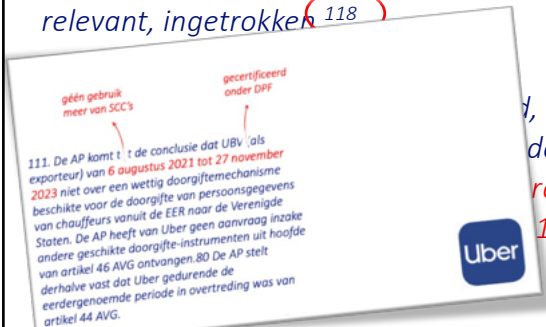 relevant, ingetrokken 118
géén gebruik
meer van SCC's
gecertificeerd
onder DPF
111. De AP komt t t de conclusie dat UBV (als
exporteur) van 6 augustus 2021 tot 27 november
2023 niet over een wettig doorgiftemechanisme
beschikte voor de doorgifte van persoonsgegevens
van chauffeurs vanuit de EER naar de Verenigde
Staten. De AP heeft van Uber geen aanvraag inzake
andere geschikte doorgifte-instrumenten uit hoofde
van artikel 46 AVG ontvangen.80 De AP stelt
derhalve vast dat Uber gedurende de
eerdergenoemde periode in overtreding was van
artikel 44 AVG.
Uber